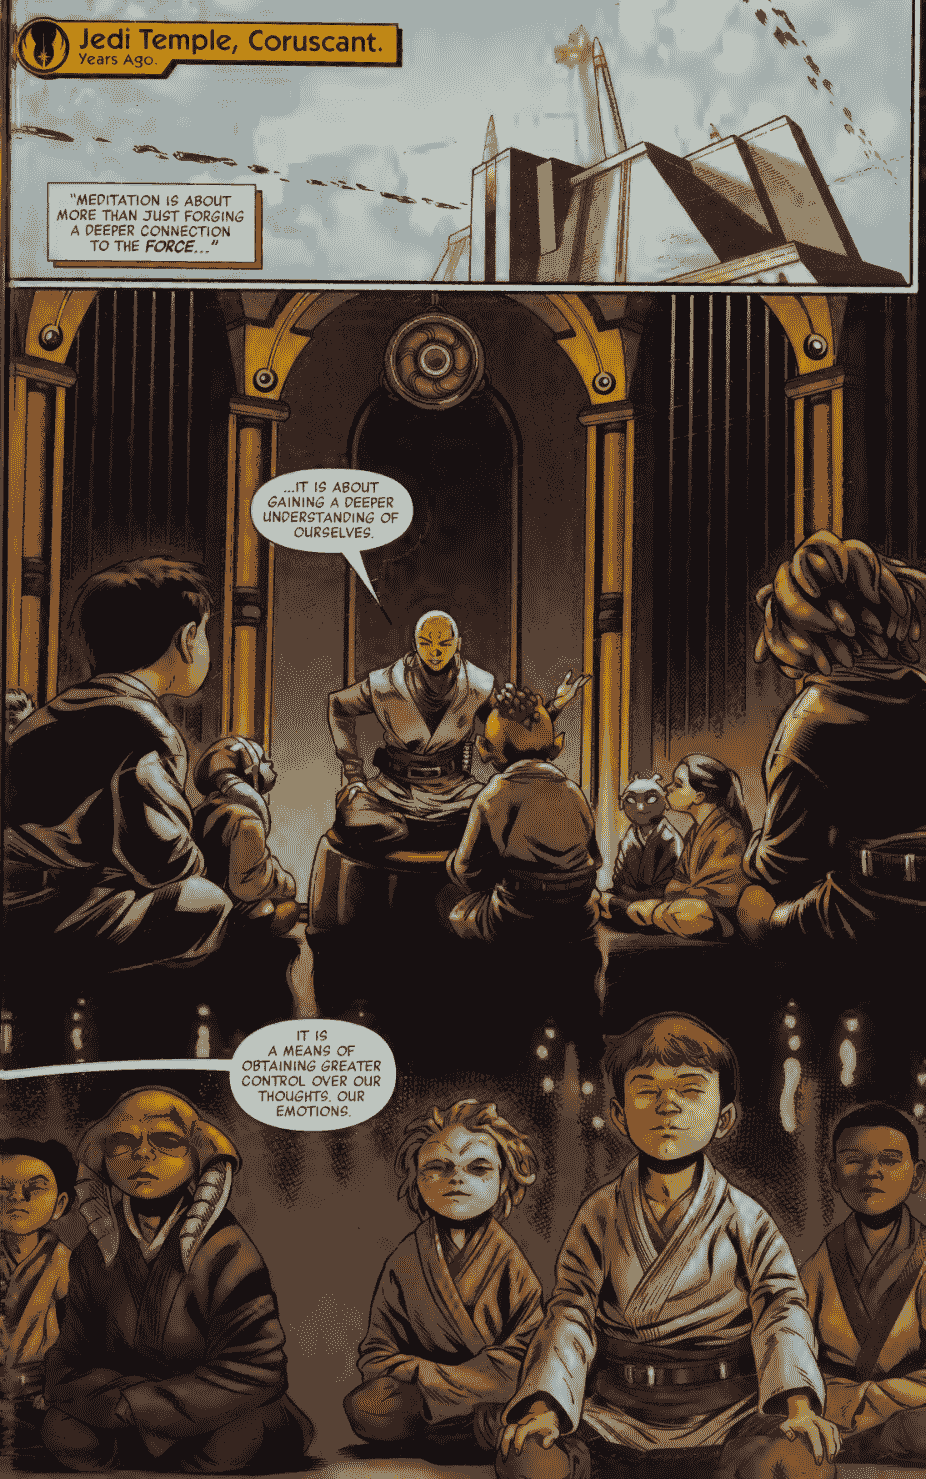 Jedi Temple, Coruscant.
Years Ago.
"MEDITATION IS ABOUT
MORE THAN JUST FORGING
A DEEPER CONNECTION
TO THE FORCE..."
...IT IS ABOUT
GAINING A DEEPER
UNDERSTANDING OF
OURSELVES.
IT IS
A MEANS OF
OBTAINING GREATER
CONTROL OVER OUR
THOUGHTS. OUR
EMOTIONS.